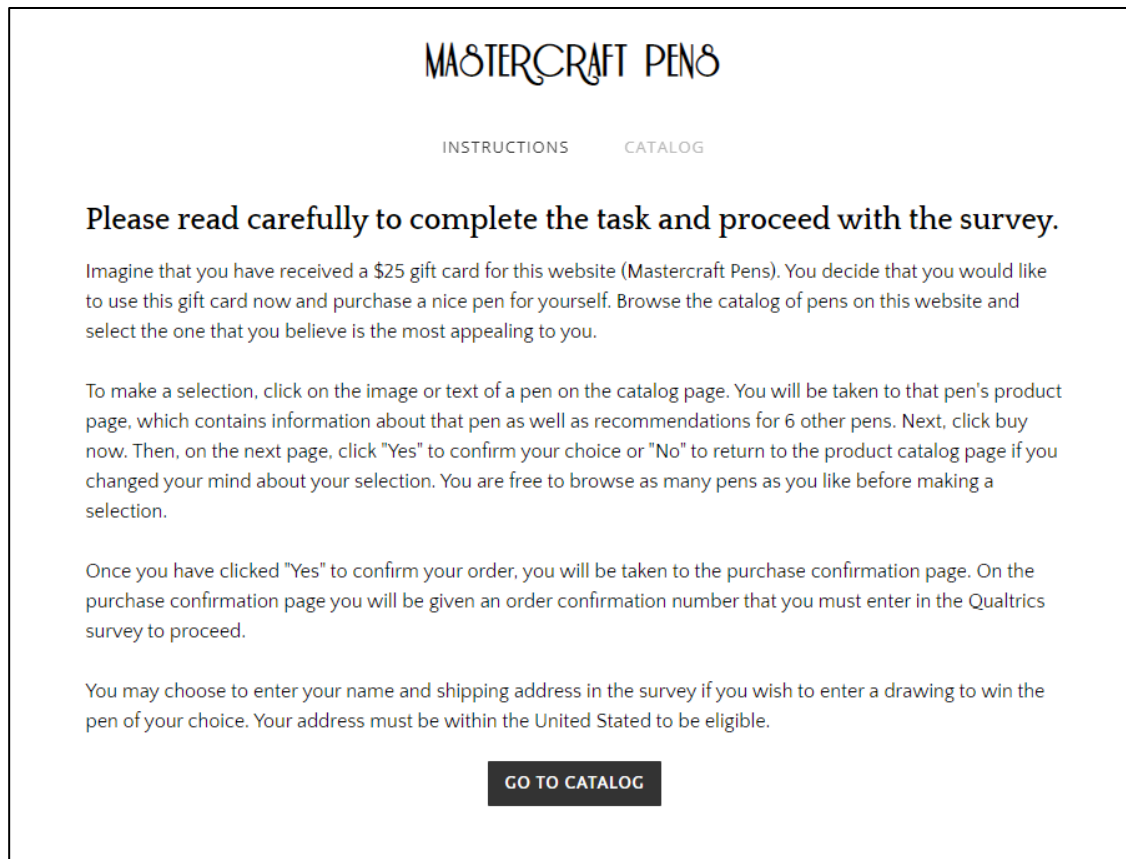 MASTERCRAFT PENS
INSTRUCTIONS CATALOG
Please read carefully to complete the task and proceed with the survey.
Imagine that you have received a $25 gift card for this website (Mastercraft Pens). You decide that you would like
to use this gift card now and purchase a nice pen for yourself. Browse the catalog of pens on this website and
select the one that you believe is the most appealing to you.
To make a selection, click on the image or text of a pen on the catalog page. You will be taken to that pen's product
page, which contains information about that pen as well as recommendations for 6 other pens. Next, click buy
now. Then, on the next page, click "Yes" to confirm your choice or "No" to return to the product catalog page if you
changed your mind about your selection. You are free to browse as many pens as you like before making a
selection.
Once you have clicked "Yes" to confirm your order, you will be taken to the purchase confirmation page. On the
purchase confirmation page you will be given an order confirmation number that you must enter in the Qualtrics
survey to proceed.
You may choose to enter your name and shipping address in the survey if you wish to enter a drawing to win the
pen of your choice. Your address must be within the United Stated to be eligible.
GO TO CATALOG